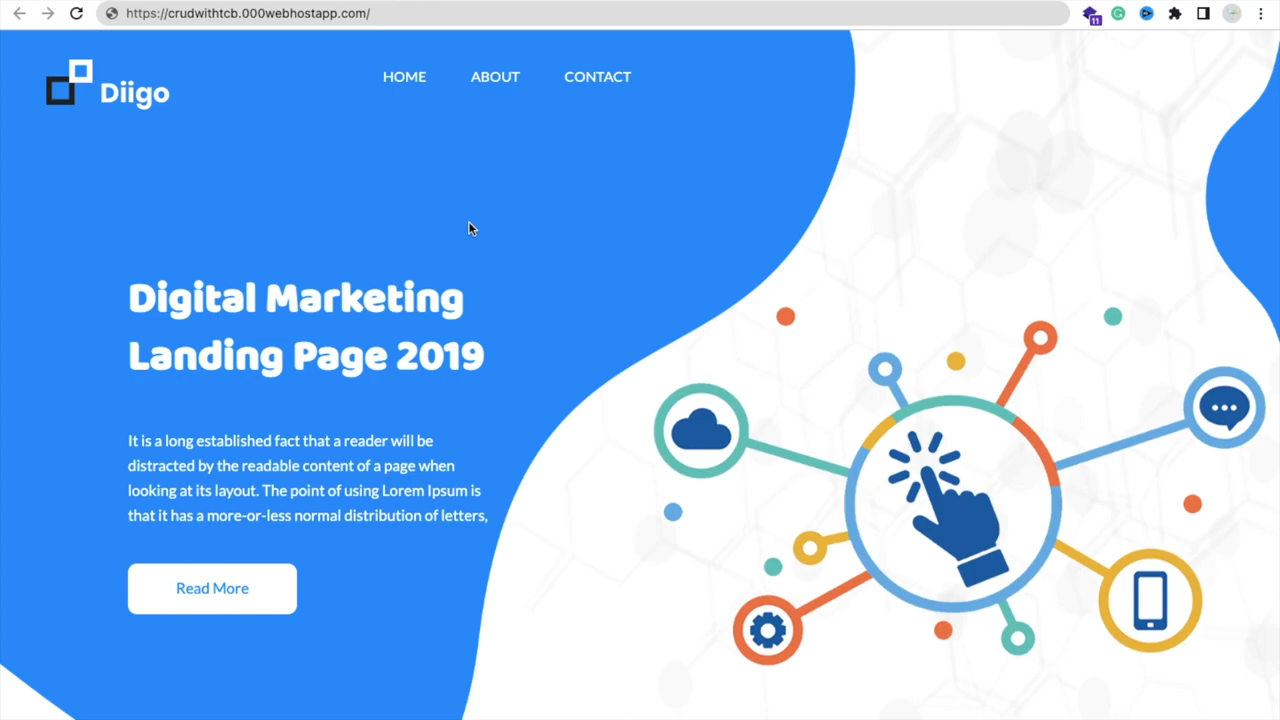 https://crudwithtcb.000webhostapp.com/
11
Diigo
HOME ABOUT CONTACT
Digital Marketing
Landing Page 2019
It is a long established fact that a reader will be
distracted by the readable content of a page when
looking at its layout. The point of using Lorem Ipsum is
that it has a more-or-less normal distribution of letters,
Read More